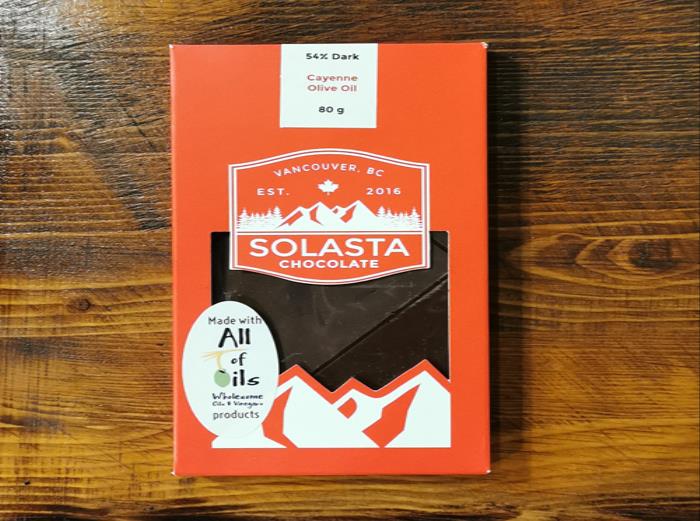 54% Dark
Cayenne
Olive Oil
80 g
VANCOUVER, BC
EST. 2016
SOLASTA
CHOCOLATE
Made with
All
of
Oils
Wholesome
Oils & Vinegars
products